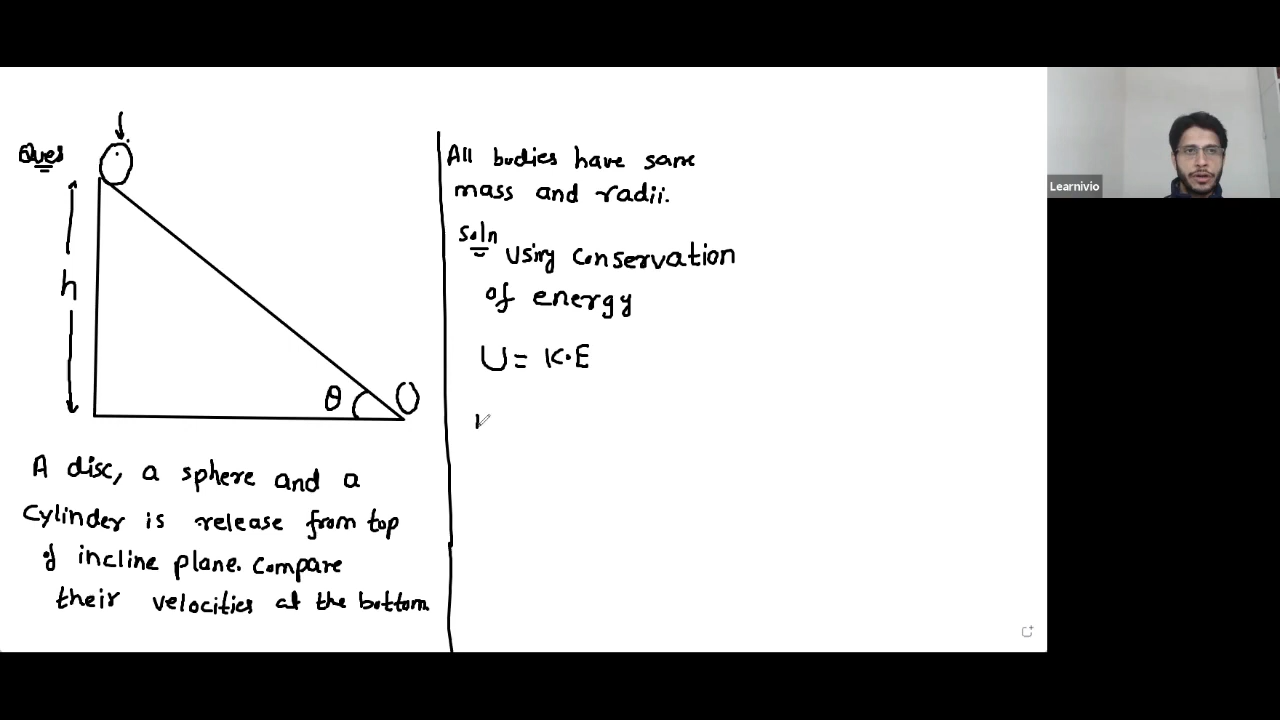 Ques
h
θ
A disc, a sphere and a
cylinder is release from top
of incline plane. Compare
their velocities at the bottom.
All bodies have same
mass and radii.
Soln
Using conservation
of energy
U = K.E
Learnivio